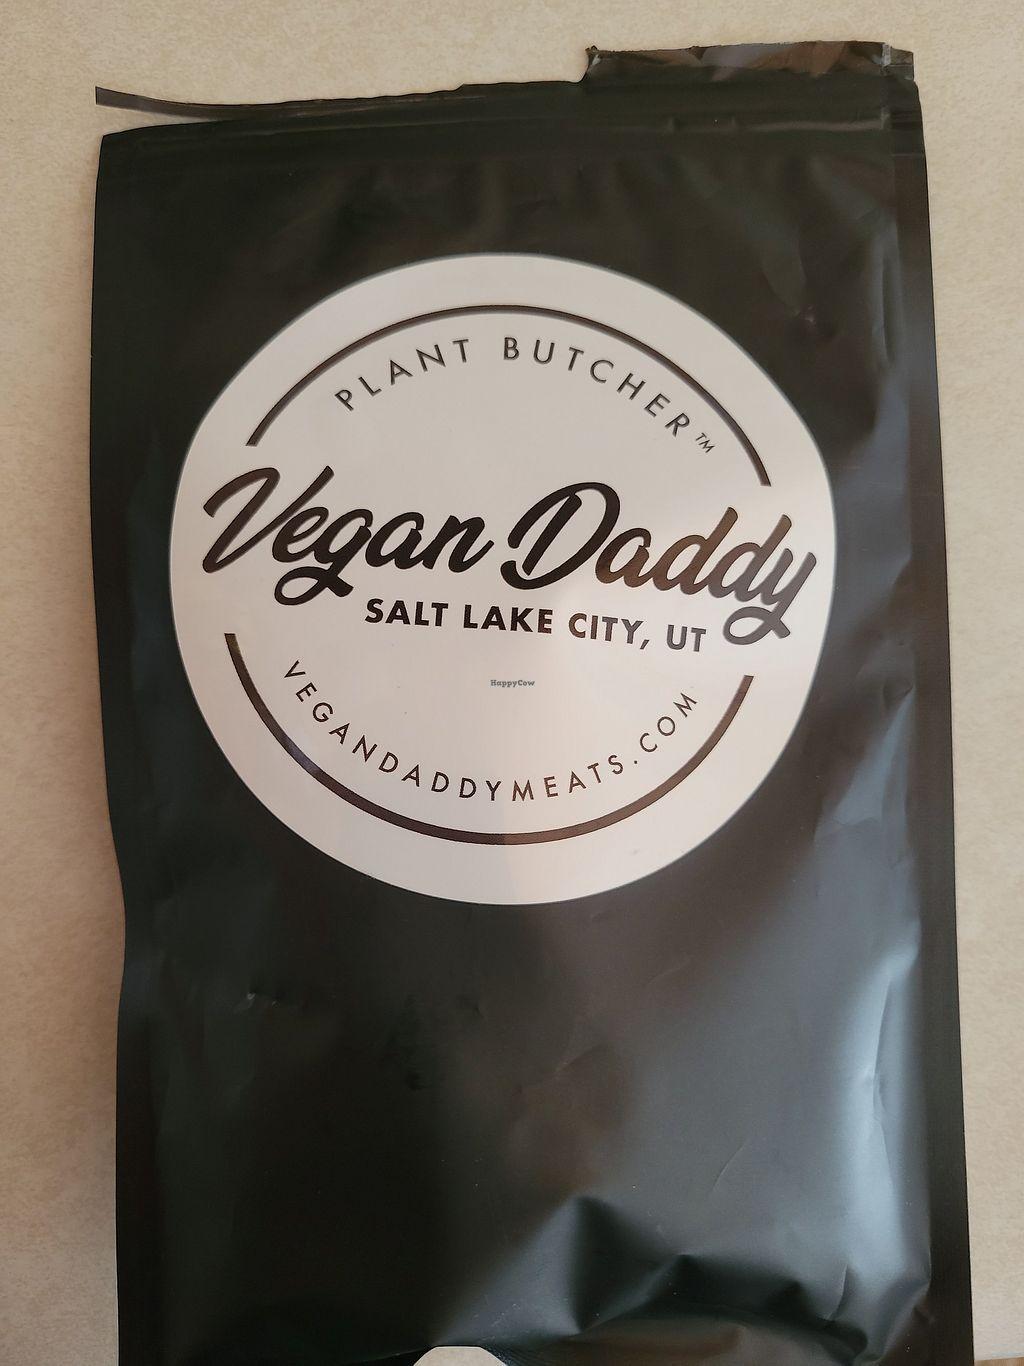 PLANT BUTCHER™
Vegan Daddy
SALT LAKE CITY, UT
HappyCow
VEGANDADDYMEATS.COM